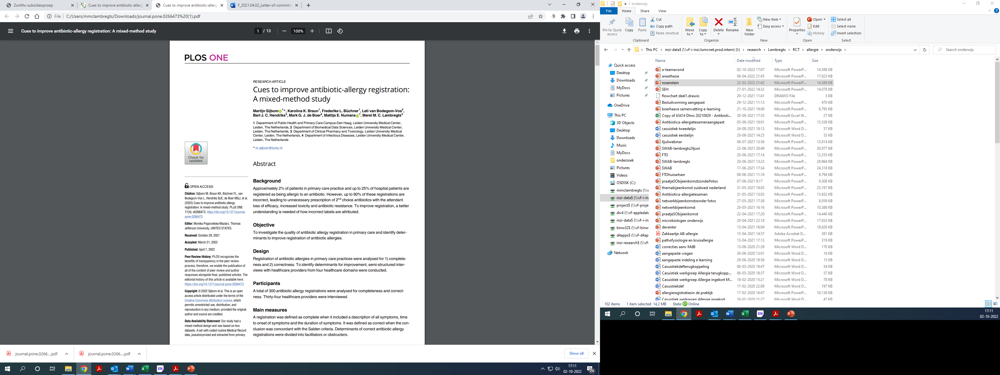 ZonMw subsidieoproep
Cues to improve antibiotic-allerg
Cues to improve antibiotic-allerg
F_2021.04.02_Letter-of-commitm
File
C:/Users/mmclambregts/Downloads/journal.pone.0266473%20(1).pdf
Cues to improve antibiotic-allergy registration: A mixed-method study
1 / 13
100%
PLOS ONE
RESEARCH ARTICLE
Cues to improve antibiotic-allergy registration:
A mixed-method study
Martijn Sijbom1*, Karolina K. Braun1, Frederike L. Büchner1, Leti van Bodegom-Vos2,
Bart J. C. Hendriks3, Mark G. J. de Boer4, Mattijs E. Numans1, Merel M. C. Lambregts4
1 Department of Public Health and Primary Care Campus-Den Haag, Leiden University Medical Center,
Leiden, The Netherlands, 2 Department of Biomedical Data Sciences, Leiden University Medical Center,
Leiden, The Netherlands, 3 Department of Clinical Pharmacy and Toxicology, Leiden University Medical
Center, Leiden, The Netherlands, 4 Department of Infectious Diseases, Leiden University Medical Center,
Leiden, The Netherlands
* m.sijbom@lumc.nl
Check for
updates
Abstract
Background
Approximately 2% of patients in primary care practice and up to 25% of hospital patients are
registered as being allergic to an antibiotic. However, up to 90% of these registrations are
incorrect, leading to unnecessary prescription of 2nd choice antibiotics with the attendant
loss of efficacy, increased toxicity and antibiotic resistance. To improve registration, a better
understanding is needed of how incorrect labels are attributed.
Objective
To investigate the quality of antibiotic allergy registration in primary care and identify deter-
minants to improve registration of antibiotic allergies.
Design
Registration of antibiotic allergies in primary care practices were analysed for 1) complete-
ness and 2) correctness. To identify determinants for improvement, semi-structured inter-
views with healthcare providers from four healthcare domains were conducted.
Participants
A total of 300 antibiotic allergy registrations were analysed for completeness and correct-
ness. Thirty-four healthcare providers were interviewed.
Main measures
A registration was defined as complete when it included a description of all symptoms, time
to onset of symptoms and the duration of symptoms. It was defined as correct when the con-
clusion was concordant with the Salden criteria. Determinants of correct antibiotic allergy
registrations were divided into facilitators or obstructers.
OPEN ACCESS
Citation: Sijbom M, Braun KK, Büchner FL, van
Bodegom-Vos L, Hendriks BJC, de Boer MGJ, et al.
(2022) Cues to improve antibiotic-allergy
registration: A mixed-method study. PLoS ONE
17(4): e0266473. https://doi.org/10.1371/journal.
pone.0266473
Editor: Monika Pogorzelska-Maziarz, Thomas
Jefferson University, UNITED STATES
Received: October 28, 2021
Accepted: March 21, 2022
Published: April 7, 2022
Peer Review History: PLOS recognizes the
benefits of transparency in the peer review
process; therefore, we enable the publication of
all of the content of peer review and author
responses alongside final, published articles. The
editorial history of this article is available here:
https://doi.org/10.1371/journal.pone.0266473
Copyright: © 2022 Sijbom et al. This is an open
access article distributed under the terms of the
Creative Commons Attribution License, which
permits unrestricted use, distribution, and
reproduction in any medium, provided the original
author and source are credited.
Data Availability Statement: Our study had a
mixed method design and was based on two
datasets. A set with coded routine Medical Record
data, pseudonymized and extracted from primary
journal.pone.0266....pdf
journal.pone.0266....pdf
Show all
EN
17:11
02-10-2022
26
onderwijs
File Home Share View
Pin to Quick
access
Copy
Paste
Cut
Copy path
Paste shortcut
Clipboard
Move
to
Copy
to
Delete
Rename
Organize
New
folder
New item
Easy access
New
Properties
Open
Edit
History
Open
Select all
Select none
Invert selection
Select
This PC > inzi-data$ (\\vf-i-inzi.lumcnet.prod.intern) (I:) > research > Lambregts > RCT > allergie > onderwijs >
Search onderwijs
Quick access
Desktop
Downloads
MyDocs
Pictures
OneDrive
This PC
3D Objects
Desktop
Downloads
Music
MyDocs
onderzoek
Pictures
Videos
OSDISK (C:)
mmclambregts (\\v
inzi-data$ (\\vf-i-in
project$ (\\vf-proje
div4 (\\vf-appledata
inzi-data$ (\\vf-i-in
binw32$ (\\vf-binw
d4apps$ (\\vf-d4ap
inzi-research$ (\\vf-
Network
Name Date modified Type Size
a-teamavond 02-10-2022 17:07 Microsoft PowerP... 14.588 KB
anesthesie 06-04-2022 21:45 Microsoft PowerP... 17.023 KB
rosenstein 22-02-2022 21:42 Microsoft PowerP... 14.588 KB
SEH 27-01-2022 14:32 Microsoft PowerP... 14.078 KB
flowchart deel1.drawio 29-12-2021 11:41 DRAWIO File 3 KB
Besluitvorming aangepast 29-12-2021 11:13 Microsoft PowerP... 470 KB
boerhaave samenvatting e-learning 21-10-2021 19:08 Microsoft PowerP... 8.795 KB
Copy of 63414 DInrs 20210929 - Antibioti... 30-09-2021 17:55 Microsoft Excel W... 27 KB
Antibiotica-allergietesamenaangepast 05-09-2021 19:01 Microsoft PowerP... 15.538 KB
casuistiek tweedelijn 24-08-2021 18:13 Microsoft Word D... 57 KB
casuistiek eerstelijn 20-08-2021 14:25 Microsoft Word D... 53 KB
6juliwebinar 06-07-2021 13:56 Microsoft PowerP... 13.814 KB
SWAB-lambregts24juni 23-06-2021 20:49 Microsoft PowerP... 30.977 KB
FTO 20-06-2021 17:14 Microsoft PowerP... 12.255 KB
SWAB-lambregts 20-06-2021 13:23 Microsoft PowerP... 28.964 KB
SWAB 17-06-2021 17:34 Microsoft PowerP... 24.318 KB
FTOhuisartsen 08-06-2021 11:18 Microsoft PowerP... 9.794 KB
praatjeSObijeenkomstzonderfotos 07-06-2021 9:17 Microsoft PowerP... 9.308 KB
themabijeenkomst zuidwest nederland 31-05-2021 19:03 Microsoft PowerP... 25.197 KB
Antibiotica-allergietesamen 31-05-2021 13:03 Microsoft PowerP... 13.652 KB
netwerkbijeenkomstzonder fotos 27-05-2021 17:38 Microsoft PowerP... 8.059 KB
netwerkbijeenkomst 20-05-2021 16:16 Microsoft PowerP... 10.386 KB
praatjeSObijeenkomst 22-04-2021 17:20 Microsoft PowerP... 14.440 KB
microbiologen onderwijs 20-04-2021 22:18 Microsoft PowerP... 17.933 KB
deventer 15-04-2021 16:04 Microsoft PowerP... 18.626 KB
Zakkaartje AB-allergie 15-04-2021 14:57 Adobe Acrobat D... 381 KB
pathofysiologie en kruisallergie 13-04-2021 17:13 Microsoft PowerP... 319 KB
correcties aanv MdB 13-08-2020 21:39 Microsoft Word D... 170 KB
aangepaste vragen 30-06-2020 13:01 Microsoft Word D... 16 KB
aangepaste indeling e learning 29-06-2020 18:58 Microsoft Word D... 15 KB
Casuistiekdefterugkoppeling 06-03-2020 18:47 Microsoft Word D... 54 KB
Casuistiek werkgroep Allergie terugkopp... 06-03-2020 18:37 Microsoft Word D... 57 KB
Casuistiek werkgroep Allergie ingekort M... 18-02-2020 15:21 Microsoft Word D... 78 KB
Casuistiekdef 17-02-2020 22:08 Microsoft Word D... 197 KB
allergieregistratiesin de praktijk 17-02-2020 16:47 Microsoft PowerP... 10.136 KB
Casuistiek werkgroep Allergie ingekort 16-02-2020 21:27 Microsoft Word D... 47 KB
102 items 1 item selected 14,2 MB State: Online
EN
17:11
02-10-2022